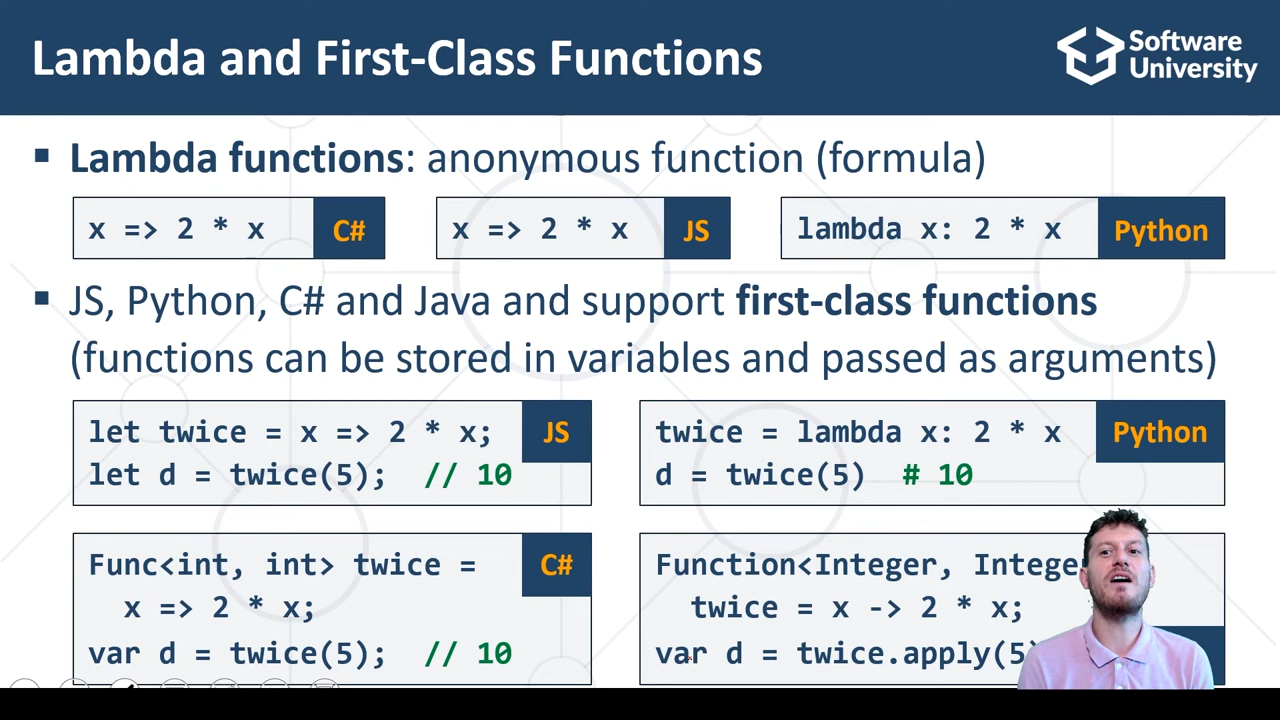 Lambda and First-Class Functions
Software
University
Lambda functions: anonymous function (formula)
x => 2 * x
C#
x => 2 * x
JS
lambda x: 2 * x
Python
JS, Python, C# and Java and support first-class functions
(functions can be stored in variables and passed as arguments)
let twice = x => 2 * x;
JS
let d = twice(5); // 10
twice = lambda x: 2 * x
Python
d = twice(5) # 10
Func<int, int> twice =
C#
x => 2 * x;
var d = twice(5); // 10
Function<Integer, Intege
twice = x -> 2 * x;
var d = twice.apply(5)